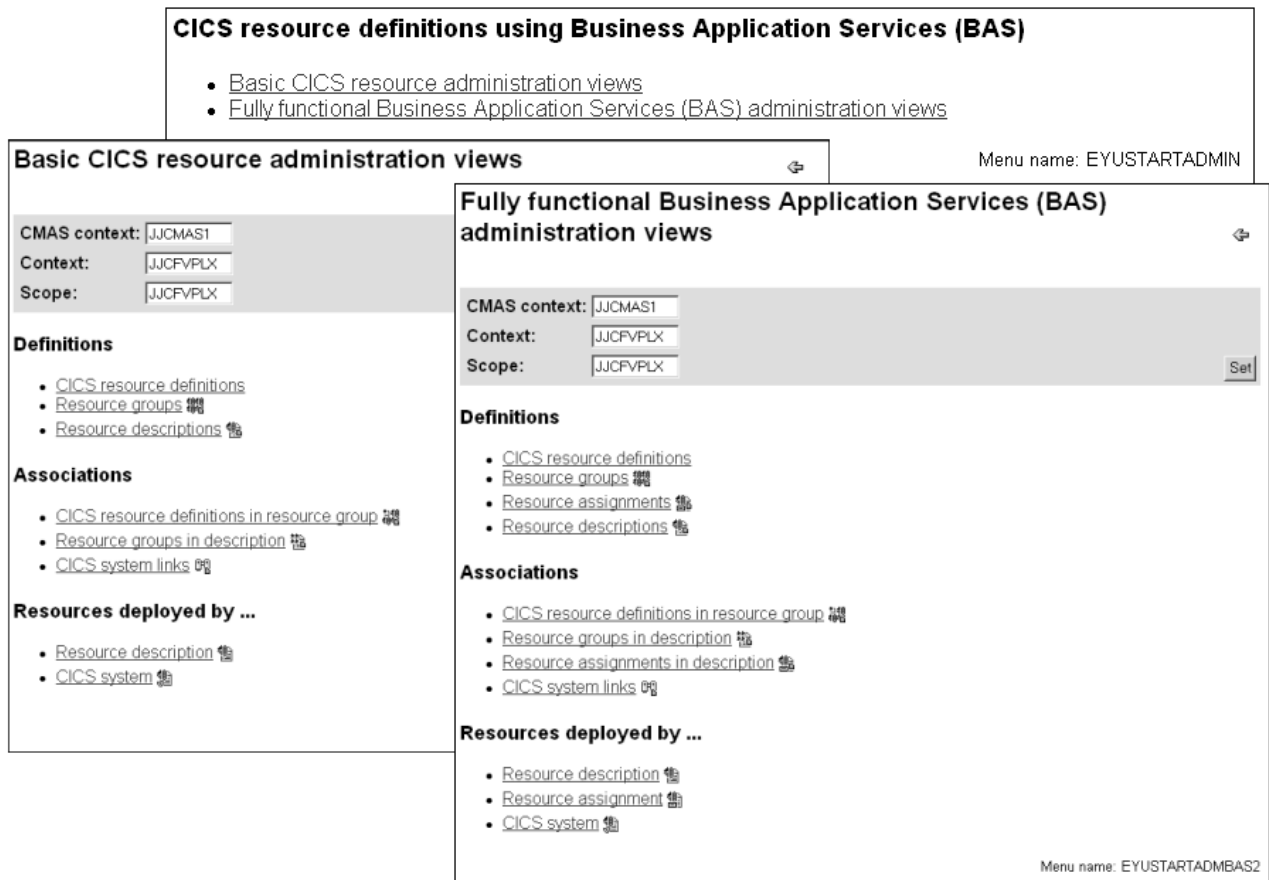 CICS resource definitions using Business Application Services (BAS)
Basic CICS resource administration views
Fully functional Business Application Services (BAS) administration views
Menu name: EYUSTARTADMIN
Basic CICS resource administration views
CMAS context: JJCMAS1
Context: JJCFVPLX
Scope: JJCFVPLX
Definitions
CICS resource definitions
Resource groups
Resource descriptions
Associations
CICS resource definitions in resource group
Resource groups in description
CICS system links
Resources deployed by ...
Resource description
CICS system
Fully functional Business Application Services (BAS)
administration views
CMAS context: JJCMAS1
Context: JJCFVPLX
Scope: JJCFVPLX
Set
Definitions
CICS resource definitions
Resource groups
Resource assignments
Resource descriptions
Associations
CICS resource definitions in resource group
Resource groups in description
Resource assignments in description
CICS system links
Resources deployed by ...
Resource description
Resource assignment
CICS system
Menu name: EYUSTARTADMBAS2